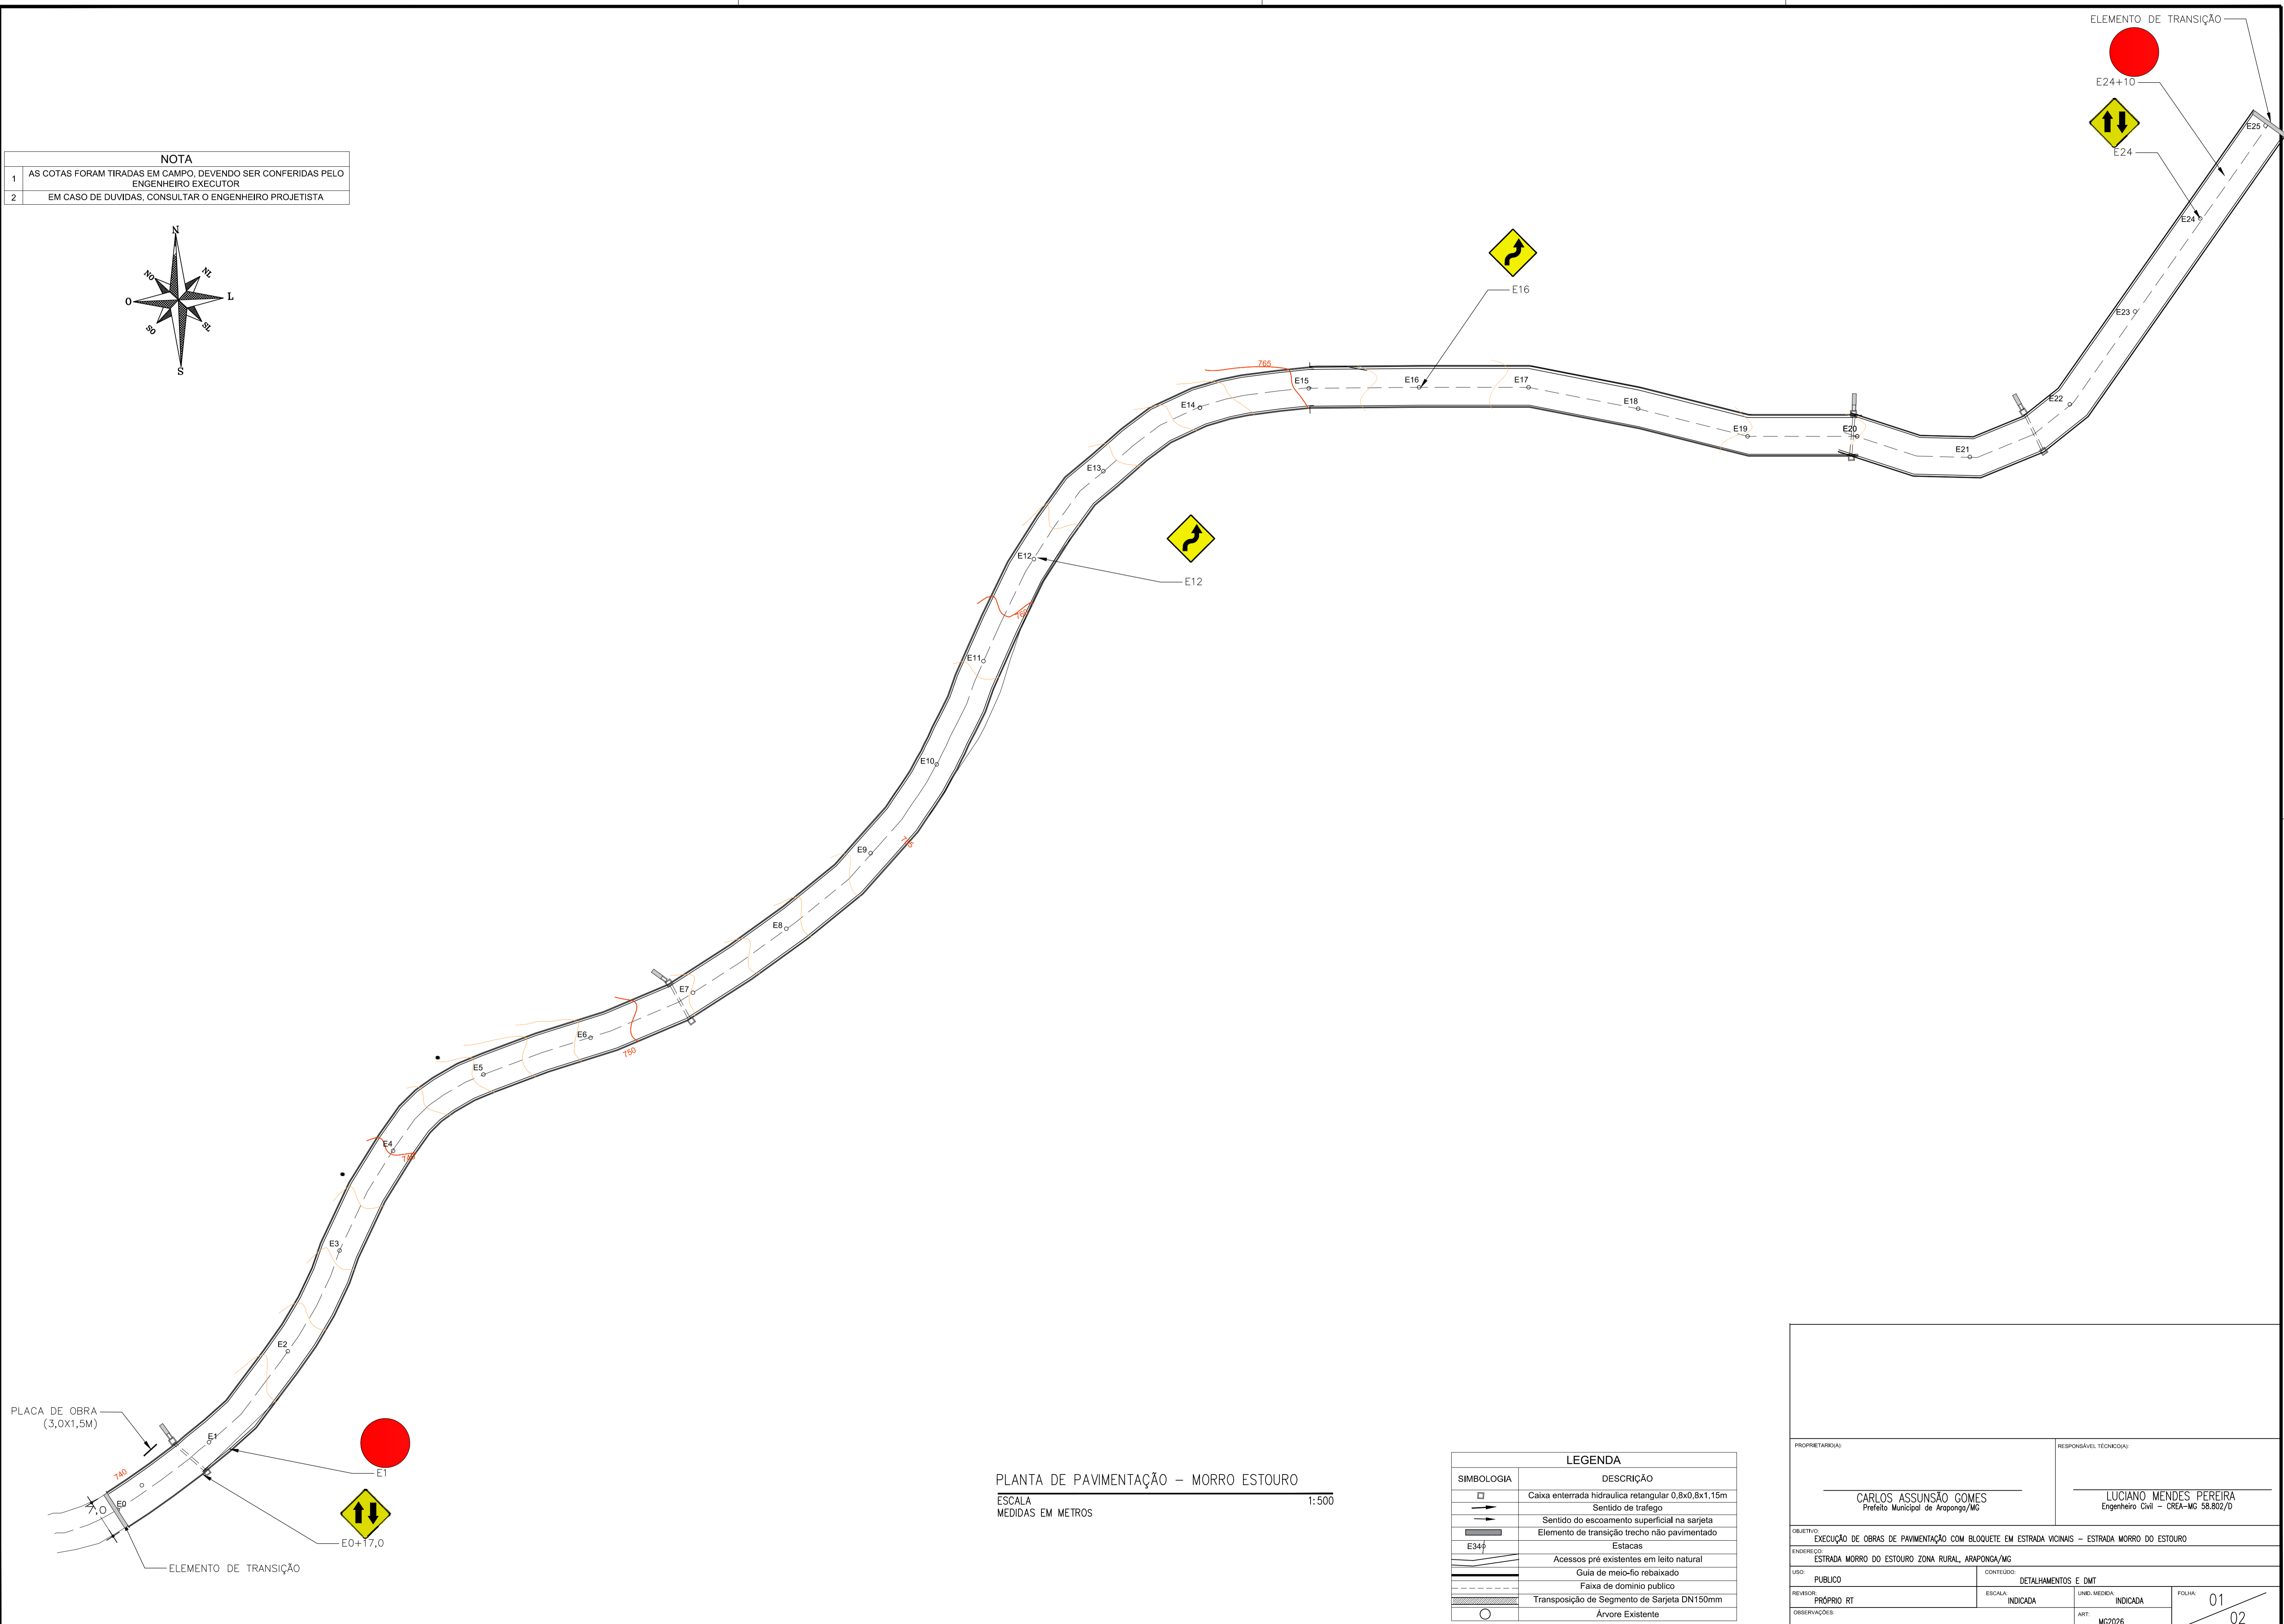 ELEMENTO DE TRANSIÇÃO
E24+10
E24
E25
E24
E23
NOTA
1 AS COTAS FORAM TIRADAS EM CAMPO, DEVENDO SER CONFERIDAS PELO
ENGENHEIRO EXECUTOR
2 EM CASO DE DUVIDAS, CONSULTAR O ENGENHEIRO PROJETISTA
N
NO
NL
O
L
SO
SL
S
E16
765
E15
E16
E17
E14
E18
E22
E19
E20
E21
E13
E12
E12
760
E11
E10
E9
755
E8
E7
E6
750
E5
E4
745
E3
E2
PLACA DE OBRA
(3,0X1,5M)
E1
740
E1
E0
7,0
E0+17,0
ELEMENTO DE TRANSIÇÃO
PLANTA DE PAVIMENTAÇÃO – MORRO ESTOURO
ESCALA 1:500
MEDIDAS EM METROS
LEGENDA
SIMBOLOGIA DESCRIÇÃO
Caixa enterrada hidraulica retangular 0,8x0,8x1,15m
Sentido de trafego
Sentido do escoamento superficial na sarjeta
Elemento de transição trecho não pavimentado
E34 Estacas
Acessos pré existentes em leito natural
Guia de meio-fio rebaixado
Faixa de dominio publico
Transposição de Segmento de Sarjeta DN150mm
Árvore Existente
PROPRIETARIO(A):
RESPONSÁVEL TÉCNICO(A):
CARLOS ASSUNSÃO GOMES
Prefeito Municipal de Araponga/MG
LUCIANO MENDES PEREIRA
Engenheiro Civil – CREA–MG 58.802/D
OBJETIVO:
EXECUÇÃO DE OBRAS DE PAVIMENTAÇÃO COM BLOQUETE EM ESTRADA VICINAIS – ESTRADA MORRO DO ESTOURO
ENDEREÇO:
ESTRADA MORRO DO ESTOURO ZONA RURAL, ARAPONGA/MG
USO:
PUBLICO
CONTEÚDO:
DETALHAMENTOS E DMT
REVISOR:
PRÓPRIO RT
ESCALA:
INDICADA
UNID. MEDIDA:
INDICADA
FOLHA:
01
02
OBSERVAÇÕES:
ART:
MG2026